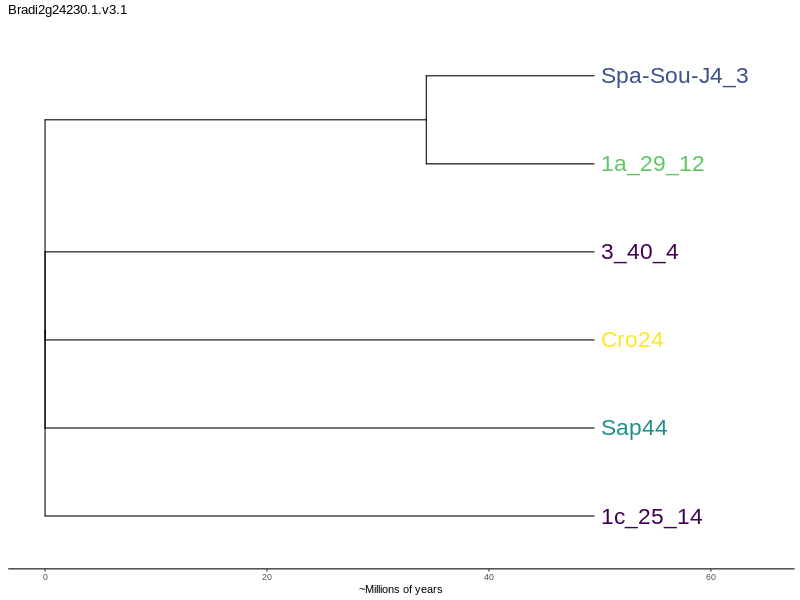 Bradi2g24230.1.v3.1
Spa-Sou-J4_3
1a_29_12
3_40_4
Cro24
Sap44
1c_25_14
0 20 40 60
~Millions of years